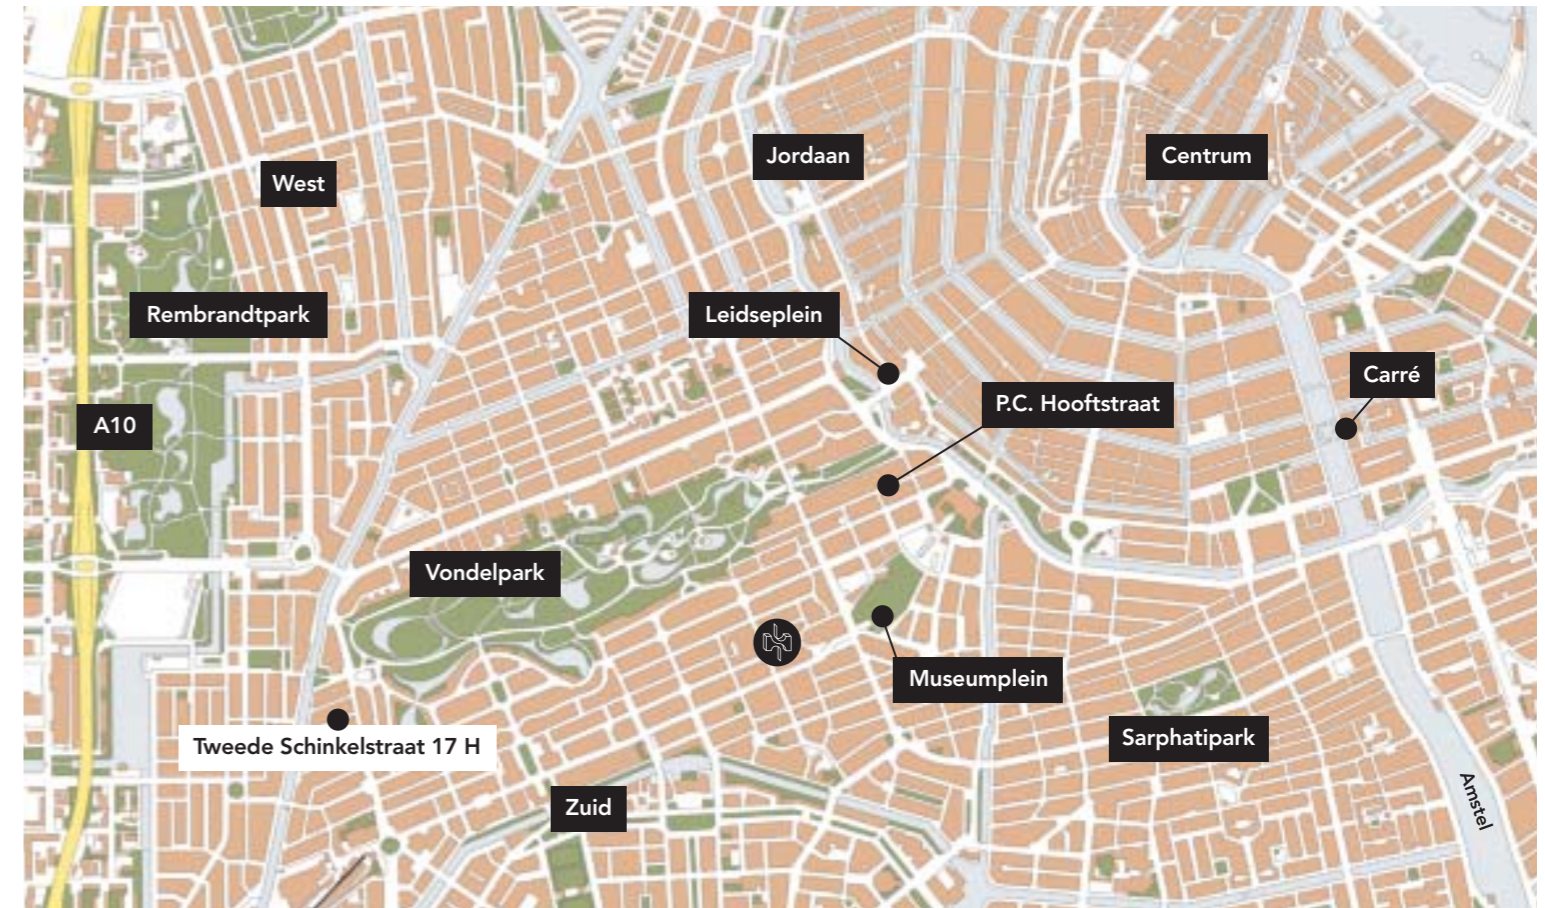 Jordaan
Centrum
West
Rembrandtpark
Leidseplein
Carré
P.C. Hooftstraat
A10
Vondelpark
Museumplein
Sarphatipark
Tweede Schinkelstraat 17 H
Zuid
Amstel